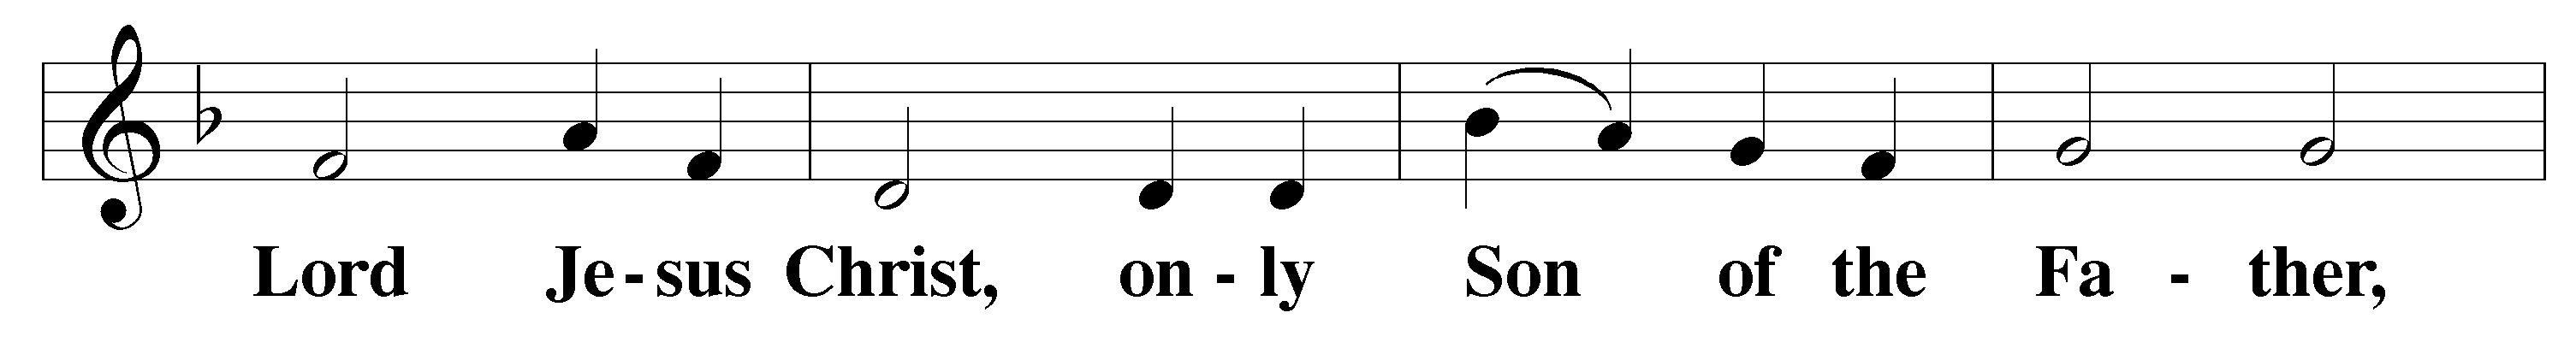 Lord Je - sus Christ, on - ly Son of the Fa - ther,